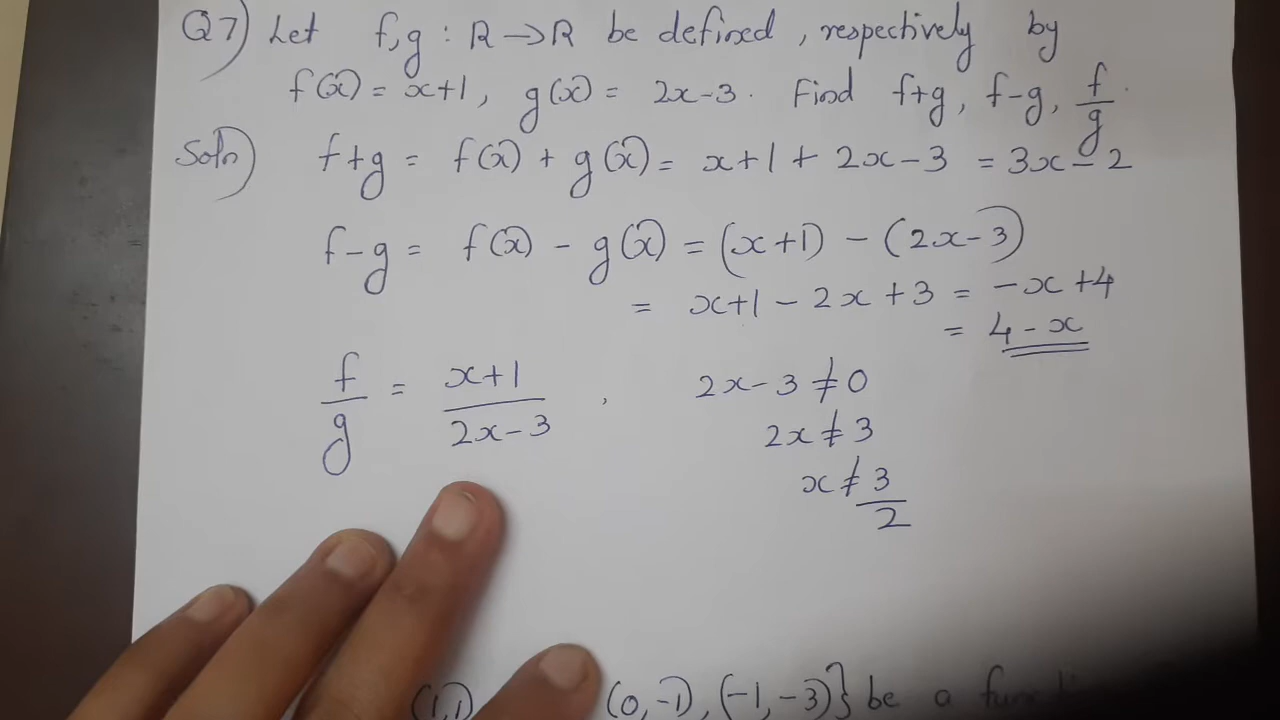 Q7) Let f,g : R→R be defined, respectively by
f(x) = x+1, g(x) = 2x-3. Find f+g, f-g, f/g.
Soln) f+g = f(x) + g(x) = x+1 + 2x-3 = 3x-2
f-g = f(x) - g(x) = (x+1) - (2x-3)
= x+1 - 2x+3 = -x+4
= 4-x
f/g = x+1/2x-3 , 2x-3 ≠ 0
2x ≠ 3
x ≠ 3/2
(1,1) (0,-1), (-1,-3)} be a